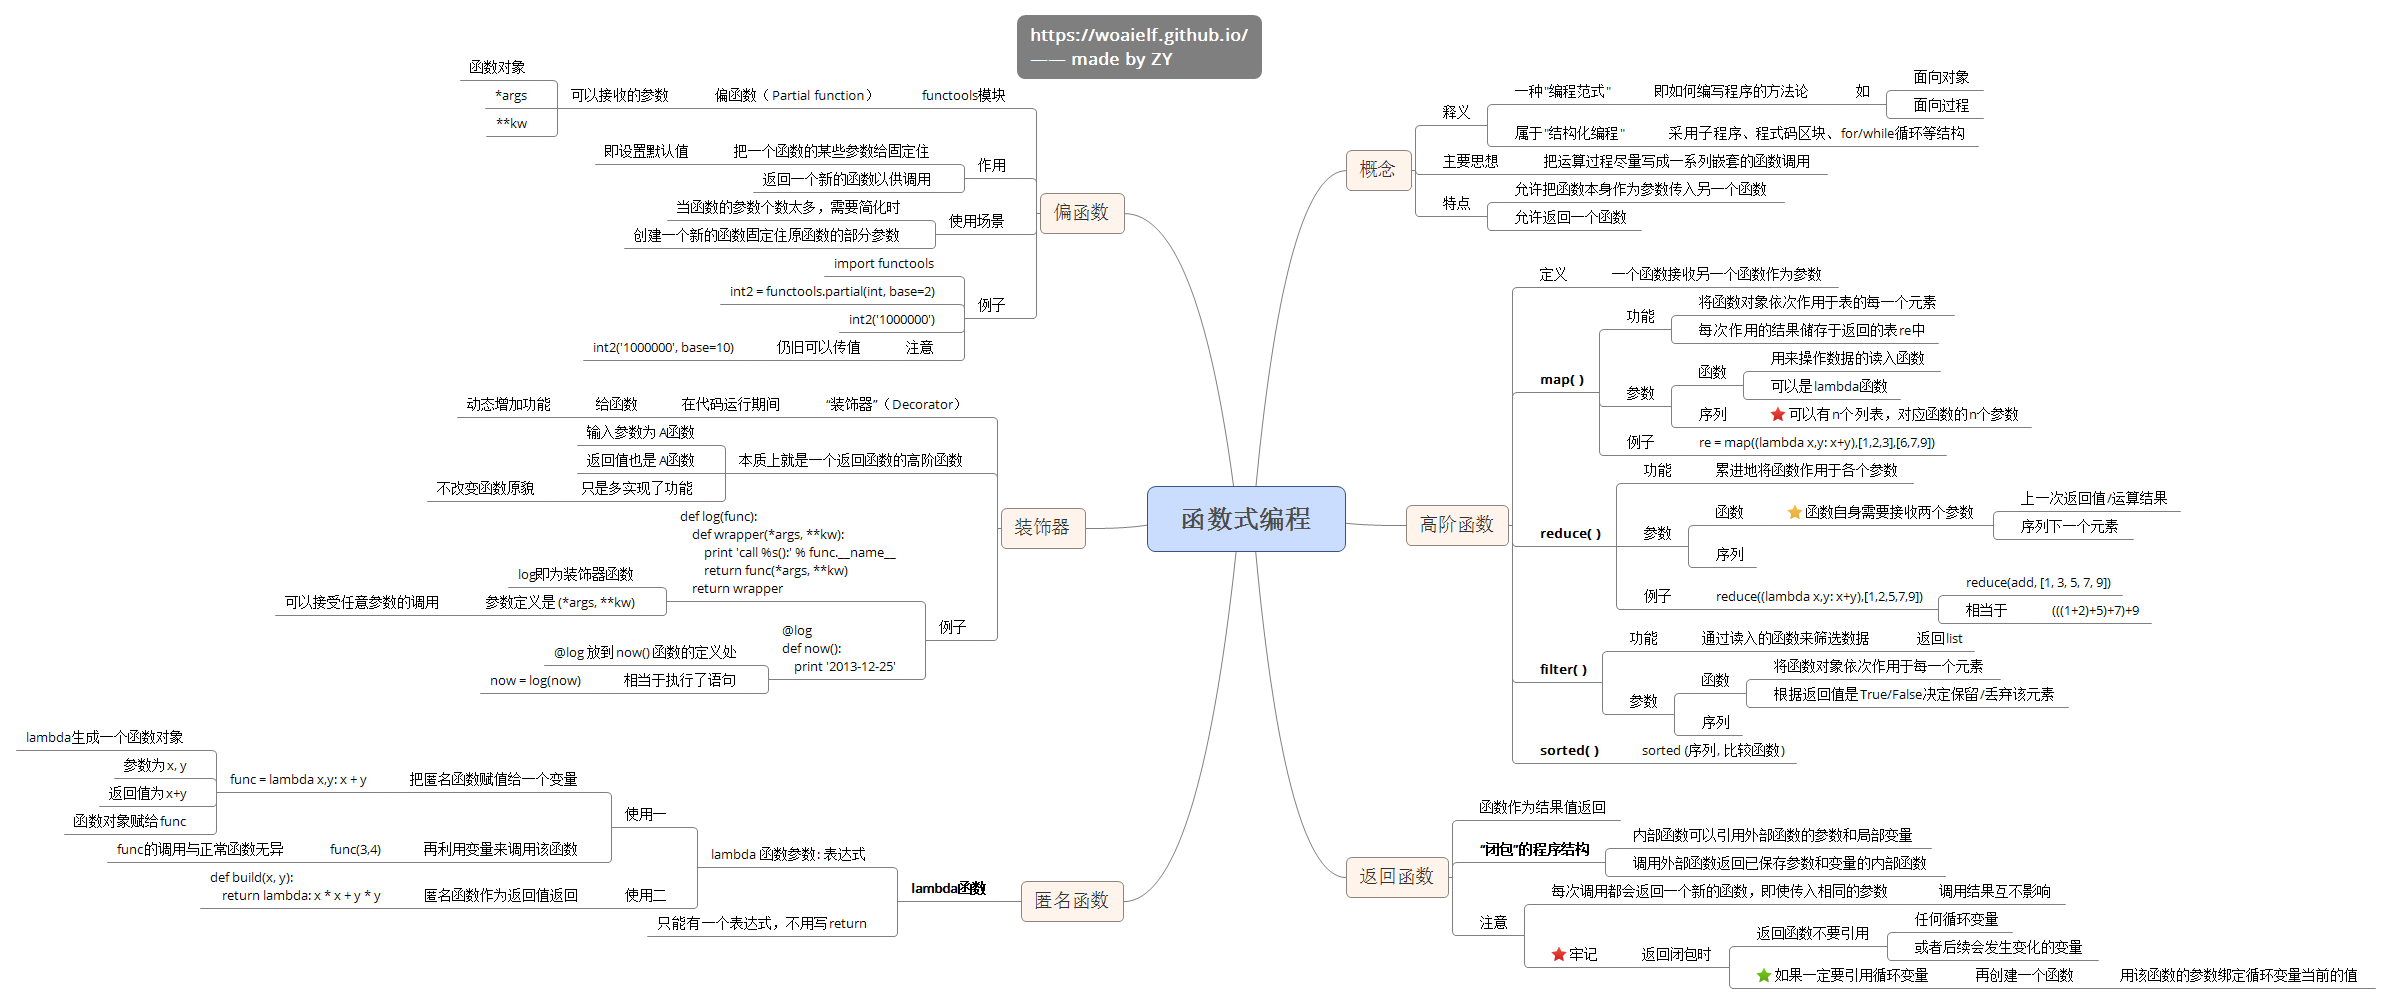 https://woaielf.github.io/
—— made by ZY
函数式编程
概念
释义
一种"编程范式"
即如何编写程序的方法论
如
面向对象
面向过程
属于"结构化编程"
采用子程序、程式码区块、for/while循环等结构
主要思想
把运算过程尽量写成一系列嵌套的函数调用
特点
允许把函数本身作为参数传入另一个函数
允许返回一个函数
高阶函数
定义
一个函数接收另一个函数作为参数
map( )
功能
将函数对象依次作用于表的每一个元素
每次作用的结果储存于返回的表re中
参数
函数
用来操作数据的读入函数
可以是lambda函数
序列
可以有n个列表，对应函数的n个参数
例子
re = map((lambda x,y: x+y),[1,2,3],[6,7,9])
reduce( )
功能
累进地将函数作用于各个参数
参数
函数
函数自身需要接收两个参数
上一次返回值/运算结果
序列下一个元素
序列
例子
reduce((lambda x,y: x+y),[1,2,5,7,9])
reduce(add, [1, 3, 5, 7, 9])
相当于
(((1+2)+5)+7)+9
filter( )
功能
通过读入的函数来筛选数据
返回list
参数
函数
将函数对象依次作用于每一个元素
根据返回值是True/False决定保留/丢弃该元素
序列
sorted( )
sorted (序列, 比较函数)
返回函数
函数作为结果值返回
“闭包”的程序结构
内部函数可以引用外部函数的参数和局部变量
调用外部函数返回已保存参数和变量的内部函数
注意
每次调用都会返回一个新的函数，即使传入相同的参数
调用结果互不影响
牢记
返回闭包时
返回函数不要引用
任何循环变量
或者后续会发生变化的变量
如果一定要引用循环变量
再创建一个函数
用该函数的参数绑定循环变量当前的值
偏函数
functools模块
偏函数（Partial function）
可以接收的参数
函数对象
*args
**kw
作用
把一个函数的某些参数给固定住
即设置默认值
返回一个新的函数以供调用
使用场景
当函数的参数个数太多，需要简化时
创建一个新的函数固定住原函数的部分参数
例子
import functools
int2 = functools.partial(int, base=2)
int2('1000000')
注意
仍旧可以传值
int2('1000000', base=10)
装饰器
“装饰器”（Decorator）
在代码运行期间
给函数
动态增加功能
本质上就是一个返回函数的高阶函数
输入参数为 A函数
返回值也是 A函数
只是多实现了功能
不改变函数原貌
例子
def log(func):
def wrapper(*args, **kw):
print 'call %s():' % func.__name__
return func(*args, **kw)
return wrapper
log即为装饰器函数
参数定义是 (*args, **kw)
可以接受任意参数的调用
@log
def now():
print '2013-12-25'
@log 放到 now() 函数的定义处
相当于执行了语句
now = log(now)
匿名函数
lambda函数
lambda 函数参数: 表达式
使用一
把匿名函数赋值给一个变量
func = lambda x,y: x + y
lambda生成一个函数对象
参数为 x, y
返回值为 x+y
函数对象赋给func
再利用变量来调用该函数
func(3,4)
func的调用与正常函数无异
使用二
匿名函数作为返回值返回
def build(x, y):
return lambda: x * x + y * y
只能有一个表达式，不用写return